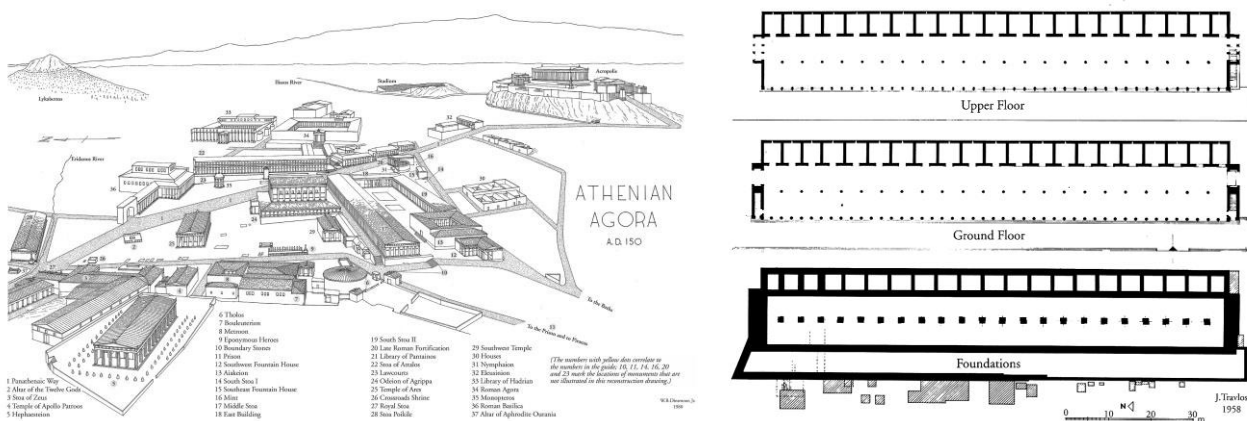 Acropolis
Stadium
Ilissos River
Lykabettos
Eridanos River
ATHENIAN
AGORA
A.D. 150
To the Baths
To the Prison and to Piraeus
1 Panathenaic Way
2 Altar of the Twelve Gods
3 Stoa of Zeus
4 Temple of Apollo Patroos
5 Hephaisteion
6 Tholos
7 Bouleuterion
8 Metroon
9 Eponymous Heroes
10 Boundary Stones
11 Prison
12 Southwest Fountain House
13 Aiakeion
14 South Stoa I
15 Southeast Fountain House
16 Mint
17 Middle Stoa
18 East Building
19 South Stoa II
20 Late Roman Fortification
21 Library of Pantainos
22 Stoa of Attalos
23 Lawcourts
24 Odeion of Agrippa
25 Temple of Ares
26 Crossroads Shrine
27 Royal Stoa
28 Stoa Poikile
29 Southwest Temple
30 Houses
31 Nymphaion
32 Eleusinion
33 Library of Hadrian
34 Roman Agora
35 Monopteros
36 Roman Basilica
37 Altar of Aphrodite Ourania
(The numbers with yellow dots correlate to
the numbers in the guide; 10, 11, 14, 16, 20
and 23 mark the locations of monuments that are
not illustrated in this reconstruction drawing.)
Upper Floor
Ground Floor
Foundations
N
0 10 20 30 m
J.Travlos
1958